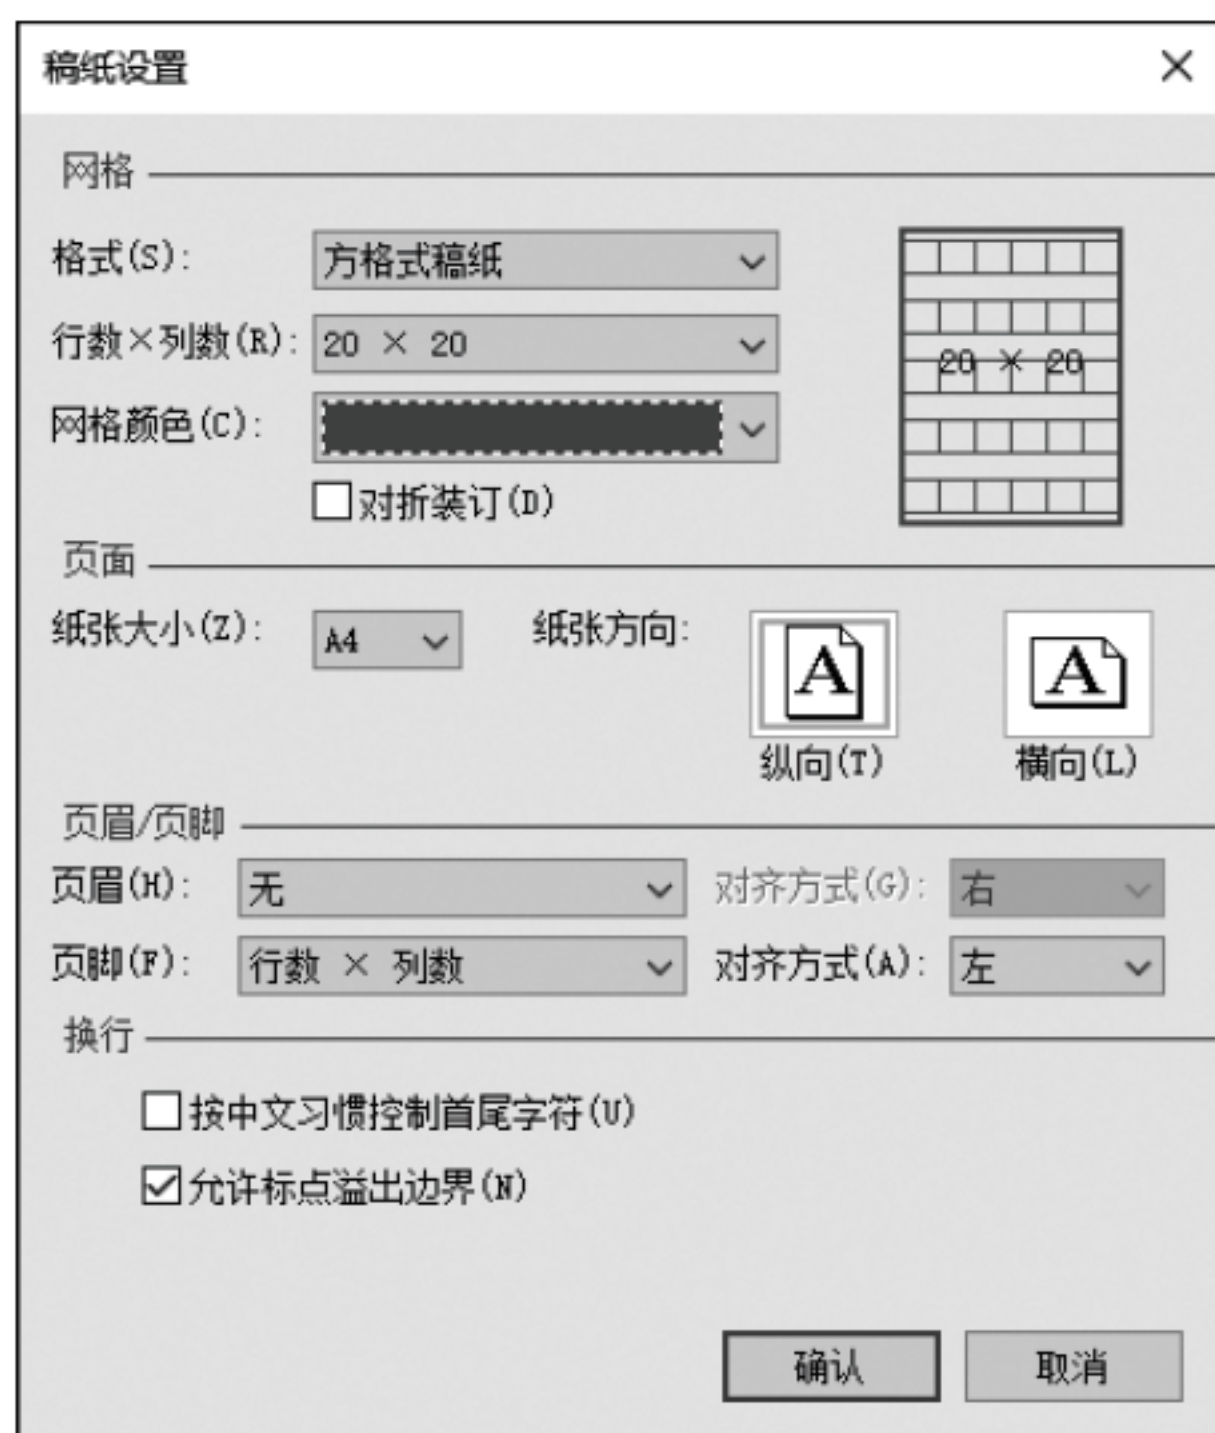 稿纸设置
网格
格式(S): 方格式稿纸
行数×列数(R): 20 × 20
20 × 20
网格颜色(C):
对折装订(D)
页面
纸张大小(Z): A4 纸张方向: A A
纵向(T) 横向(L)
页眉/页脚
页眉(H): 无 对齐方式(G): 右
页脚(F): 行数 × 列数 对齐方式(A): 左
换行
按中文习惯控制首尾字符(U)
允许标点溢出边界(N)
确认 取消